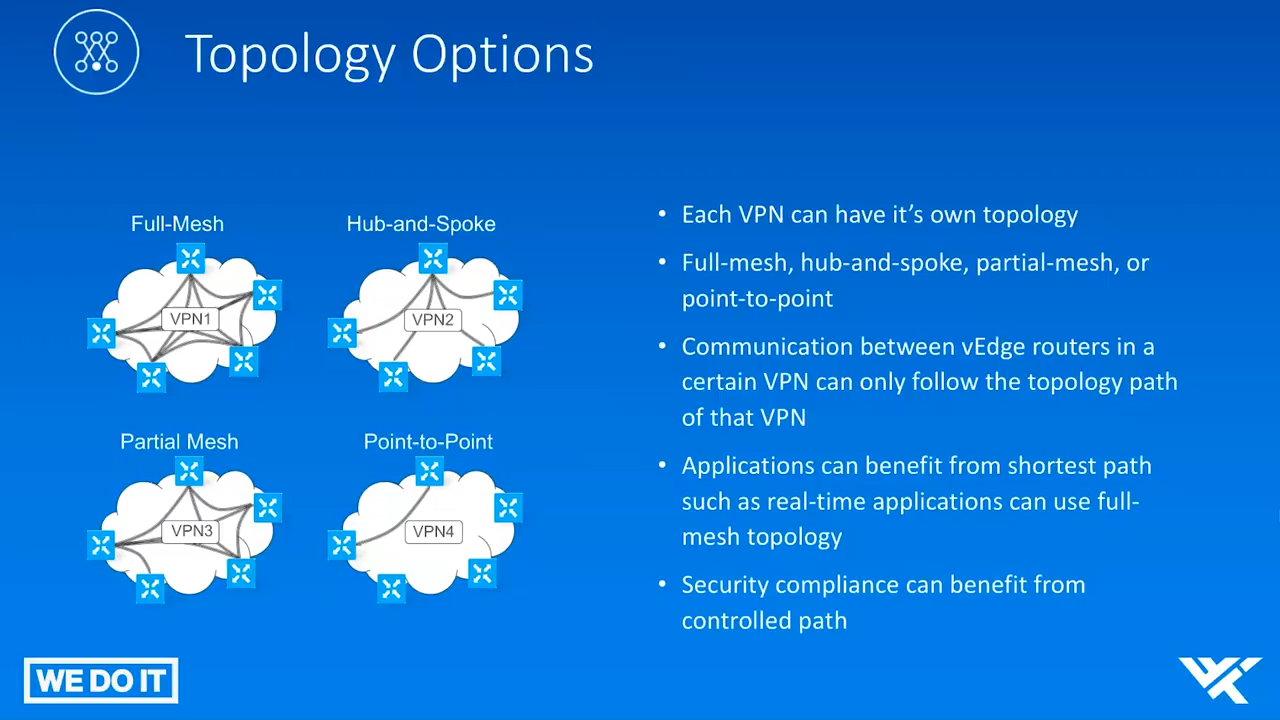 Topology Options
Full-Mesh
Hub-and-Spoke
VPN1
VPN2
Partial Mesh
Point-to-Point
VPN3
VPN4
• Each VPN can have it’s own topology
• Full-mesh, hub-and-spoke, partial-mesh, or
point-to-point
• Communication between vEdge routers in a
certain VPN can only follow the topology path
of that VPN
• Applications can benefit from shortest path
such as real-time applications can use full-
mesh topology
• Security compliance can benefit from
controlled path
WE DO IT